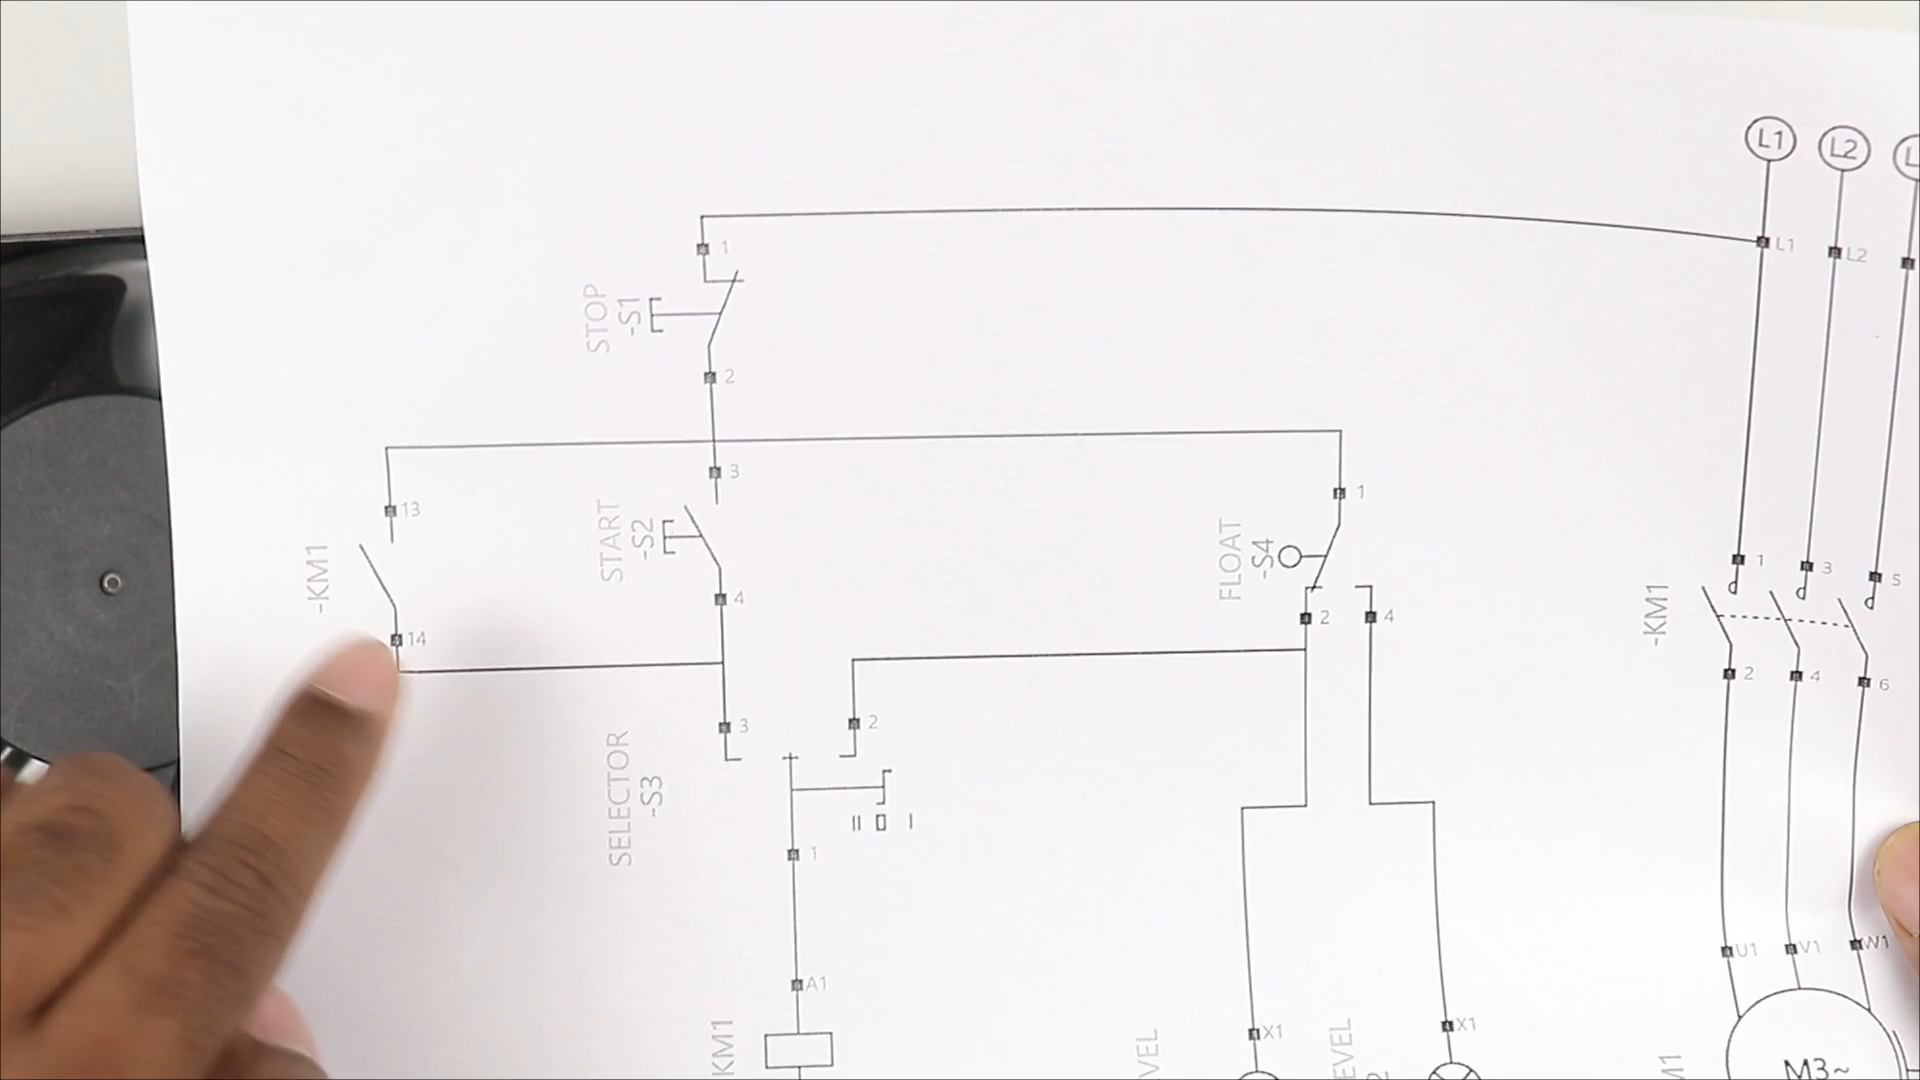 L1
L2
L1
L2
1
STOP
-S1
2
3
START
-S2
4
13
-KM1
14
1
FLOAT
-S4
2
4
1
3
5
-KM1
2
4
6
3
2
SELECTOR
-S3
II 0 I
1
A1
KM1
X1
X1
U1
V1
W1
M3~